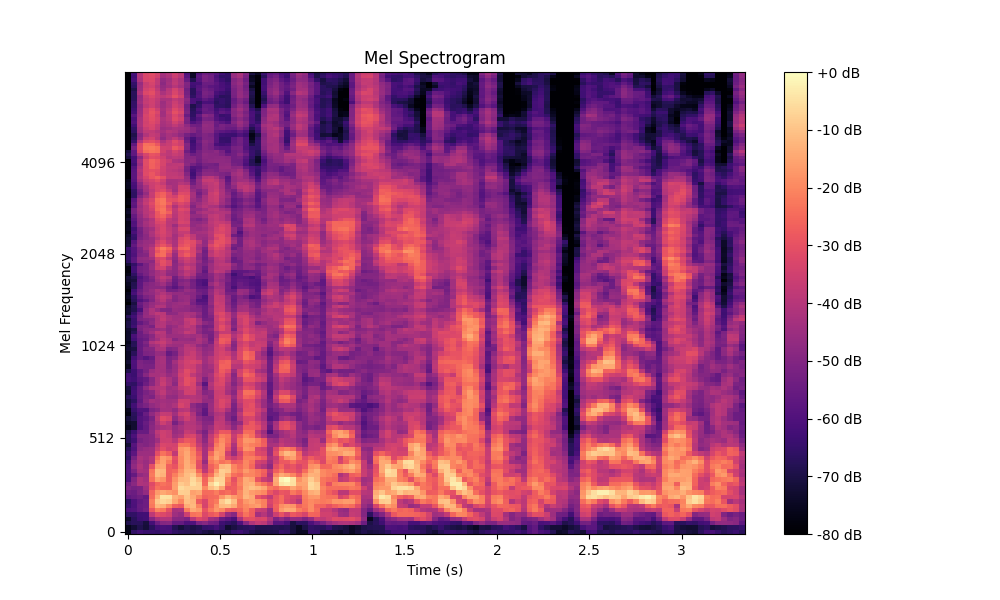 Mel Spectrogram
+0 dB
-10 dB
-20 dB
-30 dB
-40 dB
-50 dB
-60 dB
-70 dB
-80 dB
4096
2048
1024
512
0
Mel Frequency
0
0.5
1
1.5
2
2.5
3
Time (s)